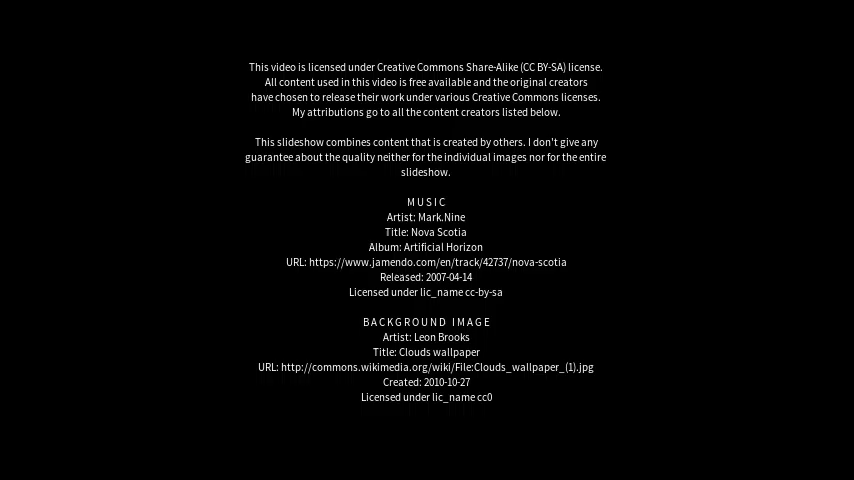 This video is licensed under Creative Commons Share-Alike (CC BY-SA) license.
All content used in this video is free available and the original creators
have chosen to release their work under various Creative Commons licenses.
My attributions go to all the content creators listed below.
This slideshow combines content that is created by others. I don't give any
guarantee about the quality neither for the individual images nor for the entire
slideshow.
MUSIC
Artist: Mark.Nine
Title: Nova Scotia
Album: Artificial Horizon
URL: https://www.jamendo.com/en/track/42737/nova-scotia
Released: 2007-04-14
Licensed under lic_name cc-by-sa
BACKGROUND IMAGE
Artist: Leon Brooks
Title: Clouds wallpaper
URL: http://commons.wikimedia.org/wiki/File:Clouds_wallpaper_(1).jpg
Created: 2010-10-27
Licensed under lic_name cc0